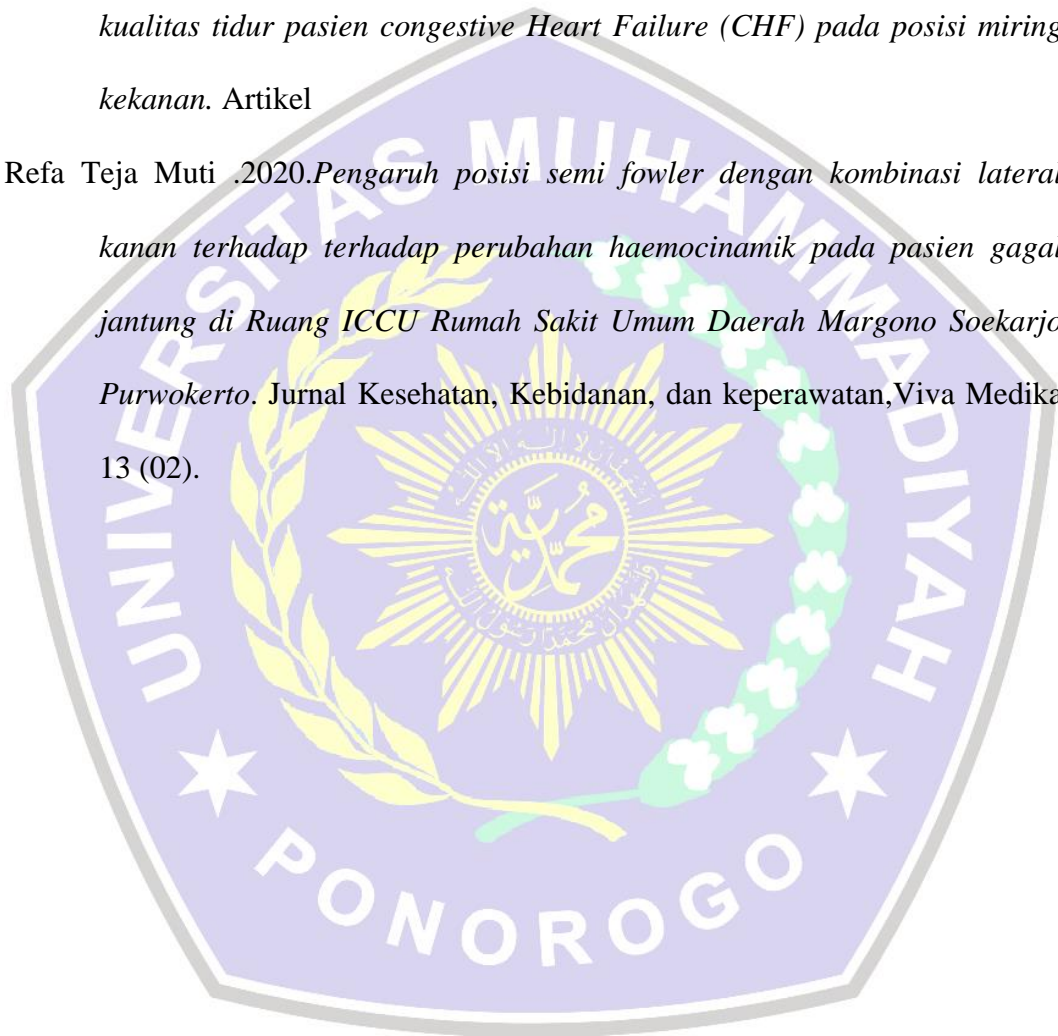 kualitas tidur pasien congestive Heart Failure (CHF) pada posisi miring
kekanan. Artikel
Refa Teja Muti .2020.Pengaruh posisi semi fowler dengan kombinasi lateral
kanan terhadap terhadap perubahan haemocinamik pada pasien gagal
jantung di Ruang ICCU Rumah Sakit Umum Daerah Margono Soekarjo
Purwokerto. Jurnal Kesehatan, Kebidanan, dan keperawatan,Viva Medika
13 (02).
UNIVERSITAS MUHAMMADIYAH
PONOROGO